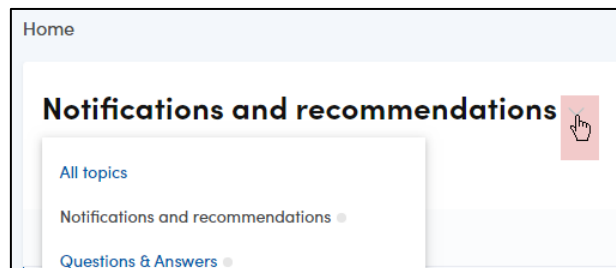 Home
Notifications and recommendations
All topics
Notifications and recommendations
Questions & Answers